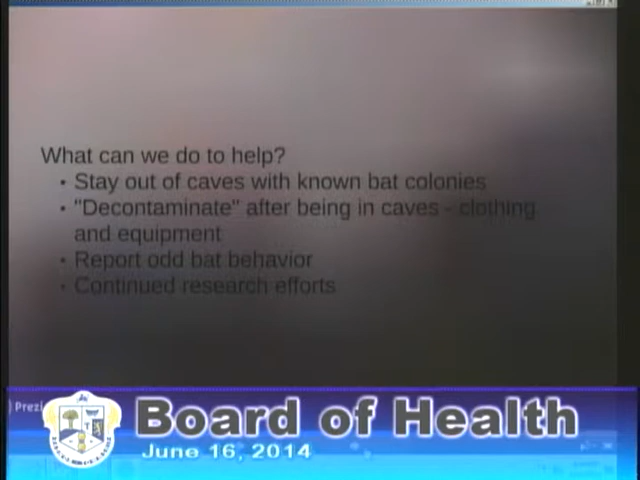 What can we do to help?
• Stay out of caves with known bat colonies
• "Decontaminate" after being in caves - clothing
and equipment
• Report odd bat behavior
• Continued research efforts
Prezi
Board of Health
June 16, 2014